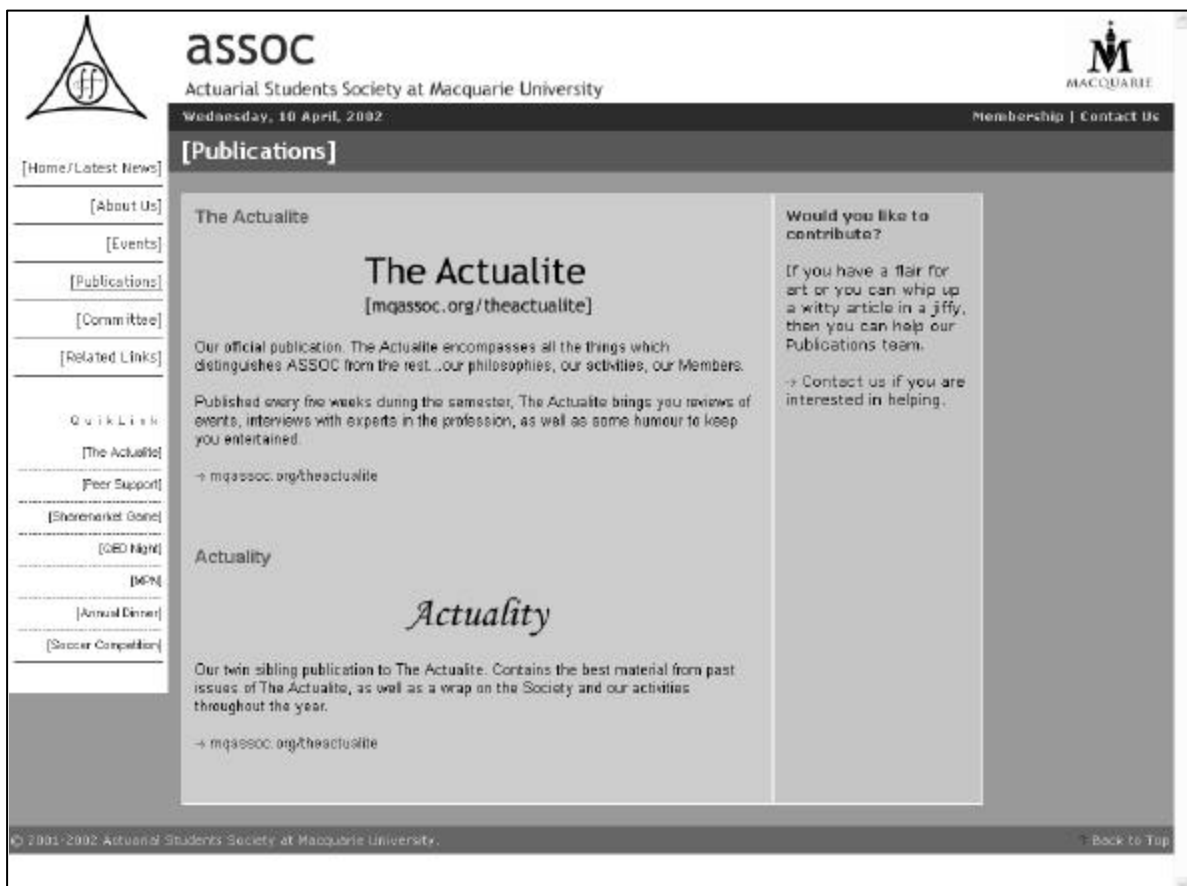 assoc
Actuarial Students Society at Macquarie University
MACQUARIE
Wednesday, 10 April, 2002
Membership | Contact Us
[Publications]
[Home/Latest News]
[About Us]
[Events]
[Publications]
[Committee]
[Related Links]
QuikLink
[The Actualite]
[Peer Support]
[Sharemarket Game]
[QED Night]
[MPN]
[Annual Dinner]
[Soccer Competition]
The Actualite
The Actualite
[mqassoc.org/theactualite]
Our official publication. The Actualite encompasses all the things which
distinguishes ASSOC from the rest...our philosophies, our activities, our Members.
Published every five weeks during the semester, The Actualite brings you reviews of
events, interviews with experts in the profession, as well as some humour to keep
you entertained.
→ mqassoc.org/theactualite
Actuality
Actuality
Our twin sibling publication to The Actualite. Contains the best material from past
issues of The Actualite, as well as a wrap on the Society and our activities
throughout the year.
→ mqassoc.org/theactualite
Would you like to
contribute?
If you have a flair for
art or you can whip up
a witty article in a jiffy,
then you can help our
Publications team.
→ Contact us if you are
interested in helping.
© 2001-2002 Actuarial Students Society at Macquarie University.
↑ Back to Top